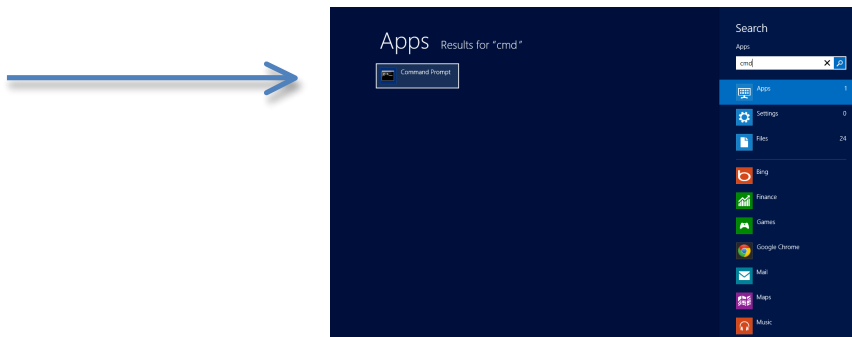 Apps Results for "cmd"
Command Prompt
Search
Apps
cmd
Apps 1
Settings 0
Files 24
Bing
Finance
Games
Google Chrome
Mail
Maps
Music